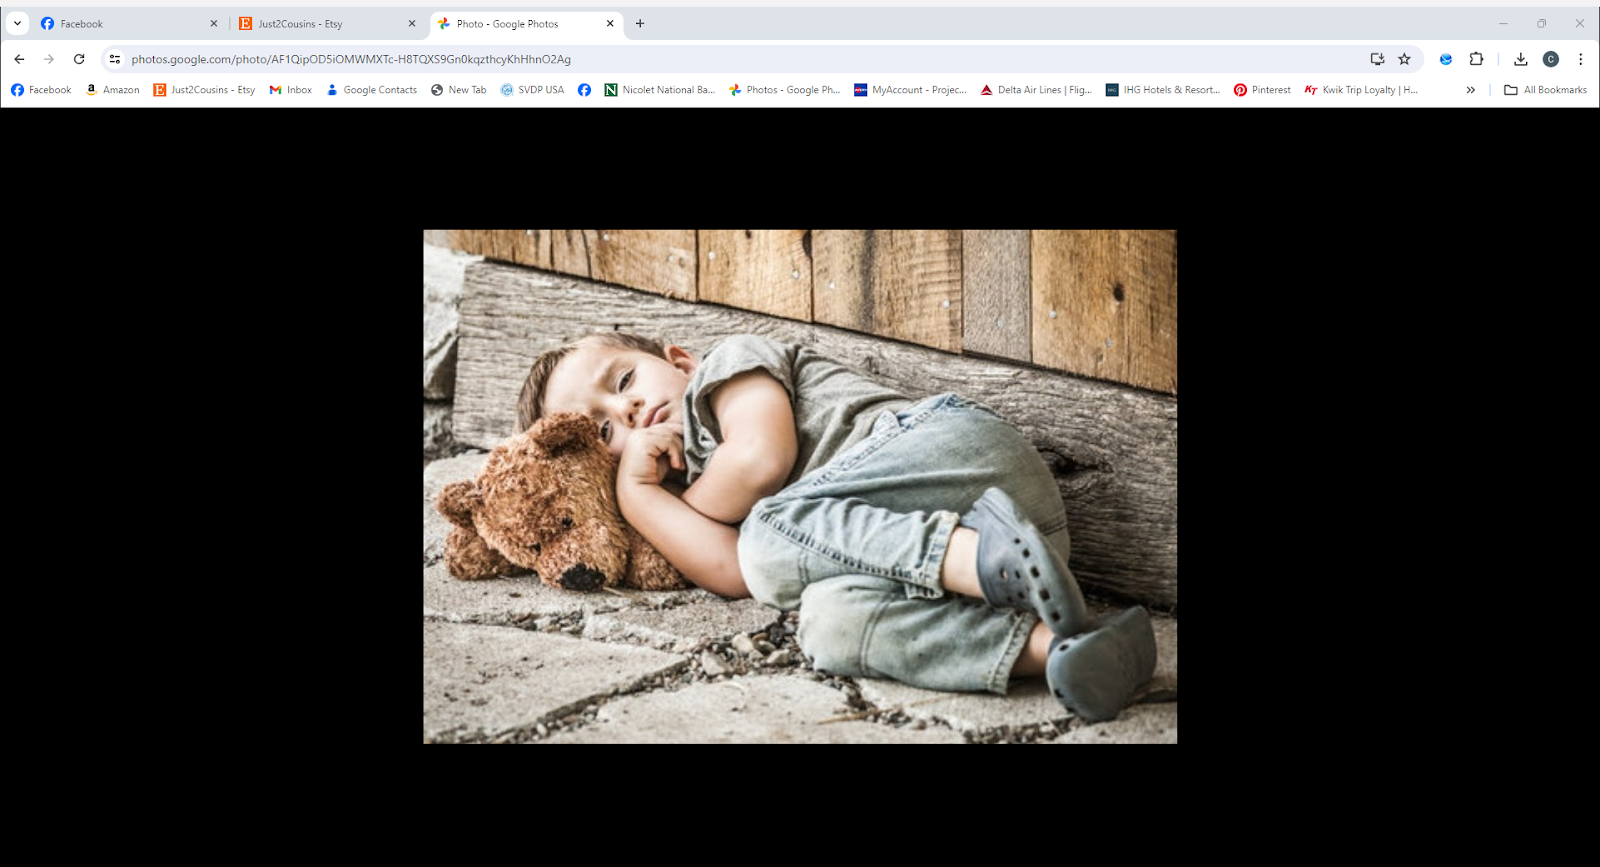 Facebook Just2Cousins - Etsy Photo - Google Photos
photos.google.com/photo/AF1QipOD5iOMWMXTc-H8TQXS9Gn0kqzthcyKhHhnO2Ag C
Facebook Amazon Just2Cousins - Etsy Inbox Google Contacts New Tab SVDP USA Nicolet National Ba... Photos - Google Ph... MyAccount - Projec... Delta Air Lines | Flig... IHG Hotels & Resort... Pinterest Kwik Trip Loyalty | H... All Bookmarks